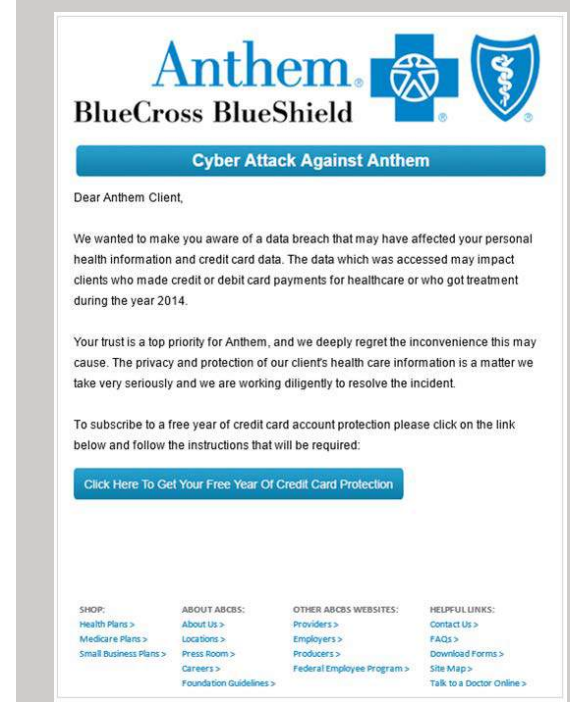 Anthem®
BlueCross BlueShield
Cyber Attack Against Anthem
Dear Anthem Client,
We wanted to make you aware of a data breach that may have affected your personal
health information and credit card data. The data which was accessed may impact
clients who made credit or debit card payments for healthcare or who got treatment
during the year 2014.
Your trust is a top priority for Anthem, and we deeply regret the inconvenience this may
cause. The privacy and protection of our client's health care information is a matter we
take very seriously and we are working diligently to resolve the incident.
To subscribe to a free year of credit card account protection please click on the link
below and follow the instructions that will be required:
Click Here To Get Your Free Year Of Credit Card Protection
SHOP:
Health Plans >
Medicare Plans >
Small Business Plans >
ABOUT ABCBS:
About Us >
Locations >
Press Room >
Careers >
Foundation Guidelines >
OTHER ABCBS WEBSITES:
Providers >
Employers >
Producers >
Federal Employee Program >
HELPFUL LINKS:
Contact Us >
FAQs >
Download Forms >
Site Map >
Talk to a Doctor Online >